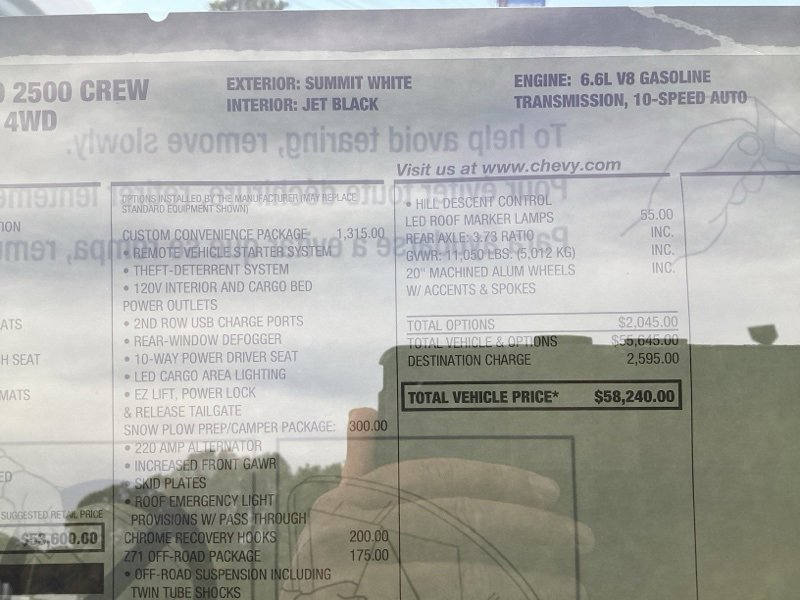 2500 CREW
4WD
EXTERIOR: SUMMIT WHITE
INTERIOR: JET BLACK
ENGINE: 6.6L V8 GASOLINE
TRANSMISSION, 10-SPEED AUTO
To help avoid tearing, remove slowly.
Visit us at www.chevy.com
SEAT
MATS
SUGGESTED RETAIL PRICE
$53,600.00
OPTIONS INSTALLED BY THE MANUFACTURER (MAY REPLACE
STANDARD EQUIPMENT SHOWN)
CUSTOM CONVENIENCE PACKAGE 1,315.00
• REMOTE VEHICLE STARTER SYSTEM
• THEFT-DETERRENT SYSTEM
• 120V INTERIOR AND CARGO BED
POWER OUTLETS
• 2ND ROW USB CHARGE PORTS
• REAR-WINDOW DEFOGGER
• 10-WAY POWER DRIVER SEAT
• LED CARGO AREA LIGHTING
• EZ LIFT, POWER LOCK
& RELEASE TAILGATE
SNOW PLOW PREP/CAMPER PACKAGE: 300.00
• 220 AMP ALTERNATOR
• INCREASED FRONT GAWR
• SKID PLATES
• ROOF EMERGENCY LIGHT
PROVISIONS W/ PASS THROUGH
CHROME RECOVERY HOOKS 200.00
Z71 OFF-ROAD PACKAGE 175.00
• OFF-ROAD SUSPENSION INCLUDING
TWIN TUBE SHOCKS
• HILL DESCENT CONTROL
LED ROOF MARKER LAMPS 55.00
REAR AXLE: 3.73 RATIO INC.
GVWR: 11,050 LBS. (5,012 KG) INC.
20" MACHINED ALUM WHEELS INC.
W/ ACCENTS & SPOKES
TOTAL OPTIONS $2,045.00
TOTAL VEHICLE & OPTIONS $55,645.00
DESTINATION CHARGE 2,595.00
TOTAL VEHICLE PRICE* $58,240.00